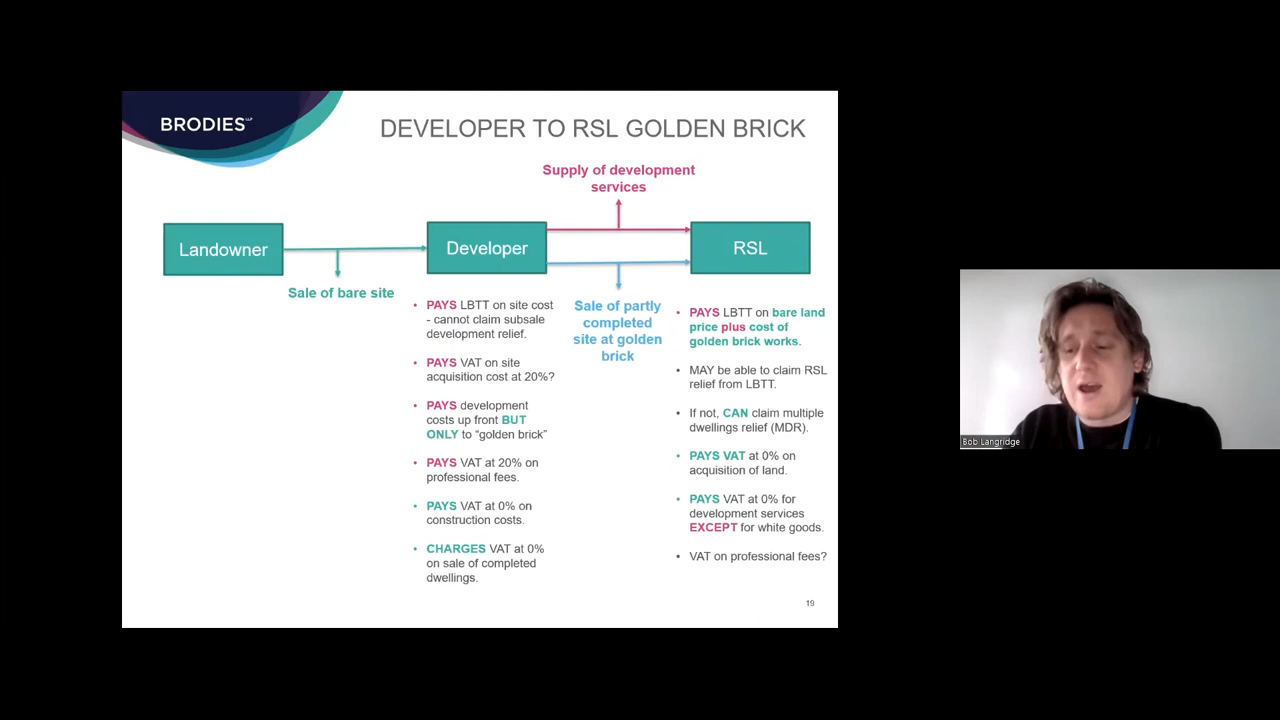 BRODIES LLP
DEVELOPER TO RSL GOLDEN BRICK
Supply of development
services
Landowner
Developer
RSL
Sale of bare site
Sale of partly
completed
site at golden
brick
• PAYS LBTT on site cost
- cannot claim subsale
development relief.
• PAYS VAT on site
acquisition cost at 20%?
• PAYS development
costs up front BUT
ONLY to “golden brick”
• PAYS VAT at 20% on
professional fees.
• PAYS VAT at 0% on
construction costs.
• CHARGES VAT at 0%
on sale of completed
dwellings.
• PAYS LBTT on bare land
price plus cost of
golden brick works.
• MAY be able to claim RSL
relief from LBTT.
• If not, CAN claim multiple
dwellings relief (MDR).
• PAYS VAT at 0% on
acquisition of land.
• PAYS VAT at 0% for
development services
EXCEPT for white goods.
• VAT on professional fees?
19
Bob Langridge